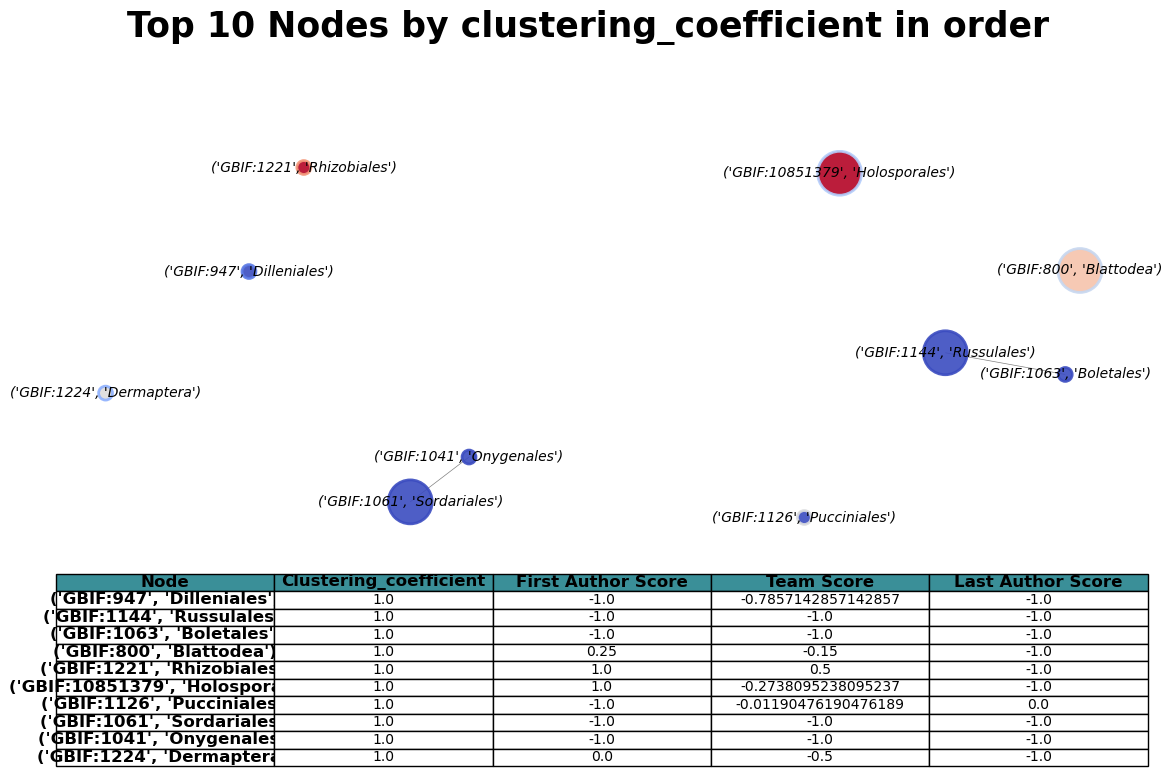 Top 10 Nodes by clustering_coefficient in order
('GBIF:1221', 'Rhizobiales')
('GBIF:10851379', 'Holosporales')
('GBIF:947', 'Dilleniales')
('GBIF:800', 'Blattodea')
('GBIF:1144', 'Russulales')
('GBIF:1063', 'Boletales')
('GBIF:1224', 'Dermaptera')
('GBIF:1041', 'Onygenales')
('GBIF:1061', 'Sordariales')
('GBIF:1126', 'Pucciniales')
Node Clustering_coefficient First Author Score Team Score Last Author Score
('GBIF:947', 'Dilleniales' 1.0 -1.0 -0.7857142857142857 -1.0
('GBIF:1144', 'Russulales 1.0 -1.0 -1.0 -1.0
('GBIF:1063', 'Boletales' 1.0 -1.0 -1.0 -1.0
('GBIF:800', 'Blattodea') 1.0 0.25 -0.15 -1.0
('GBIF:1221', 'Rhizobiales 1.0 1.0 0.5 -1.0
('GBIF:10851379', 'Holospora 1.0 1.0 -0.2738095238095237 -1.0
('GBIF:1126', 'Pucciniales 1.0 -1.0 -0.01190476190476189 0.0
('GBIF:1061', 'Sordariales 1.0 -1.0 -1.0 -1.0
('GBIF:1041', 'Onygenales 1.0 -1.0 -1.0 -1.0
('GBIF:1224', 'Dermaptera 1.0 0.0 -0.5 -1.0